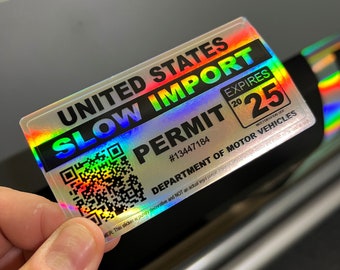 UNITED STATES
SLOW IMPORT
PERMIT
EXPIRES
20
25
#13447184
DEPARTMENT OF MOTOR VEHICLES